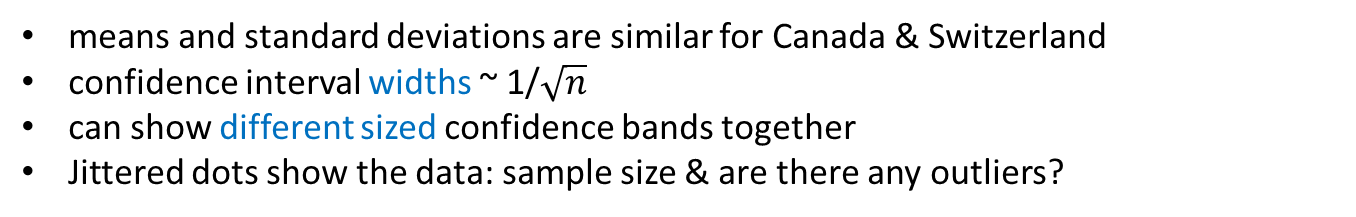 • means and standard deviations are similar for Canada & Switzerland
• confidence interval widths ~ 1/√n
• can show different sized confidence bands together
• Jittered dots show the data: sample size & are there any outliers?